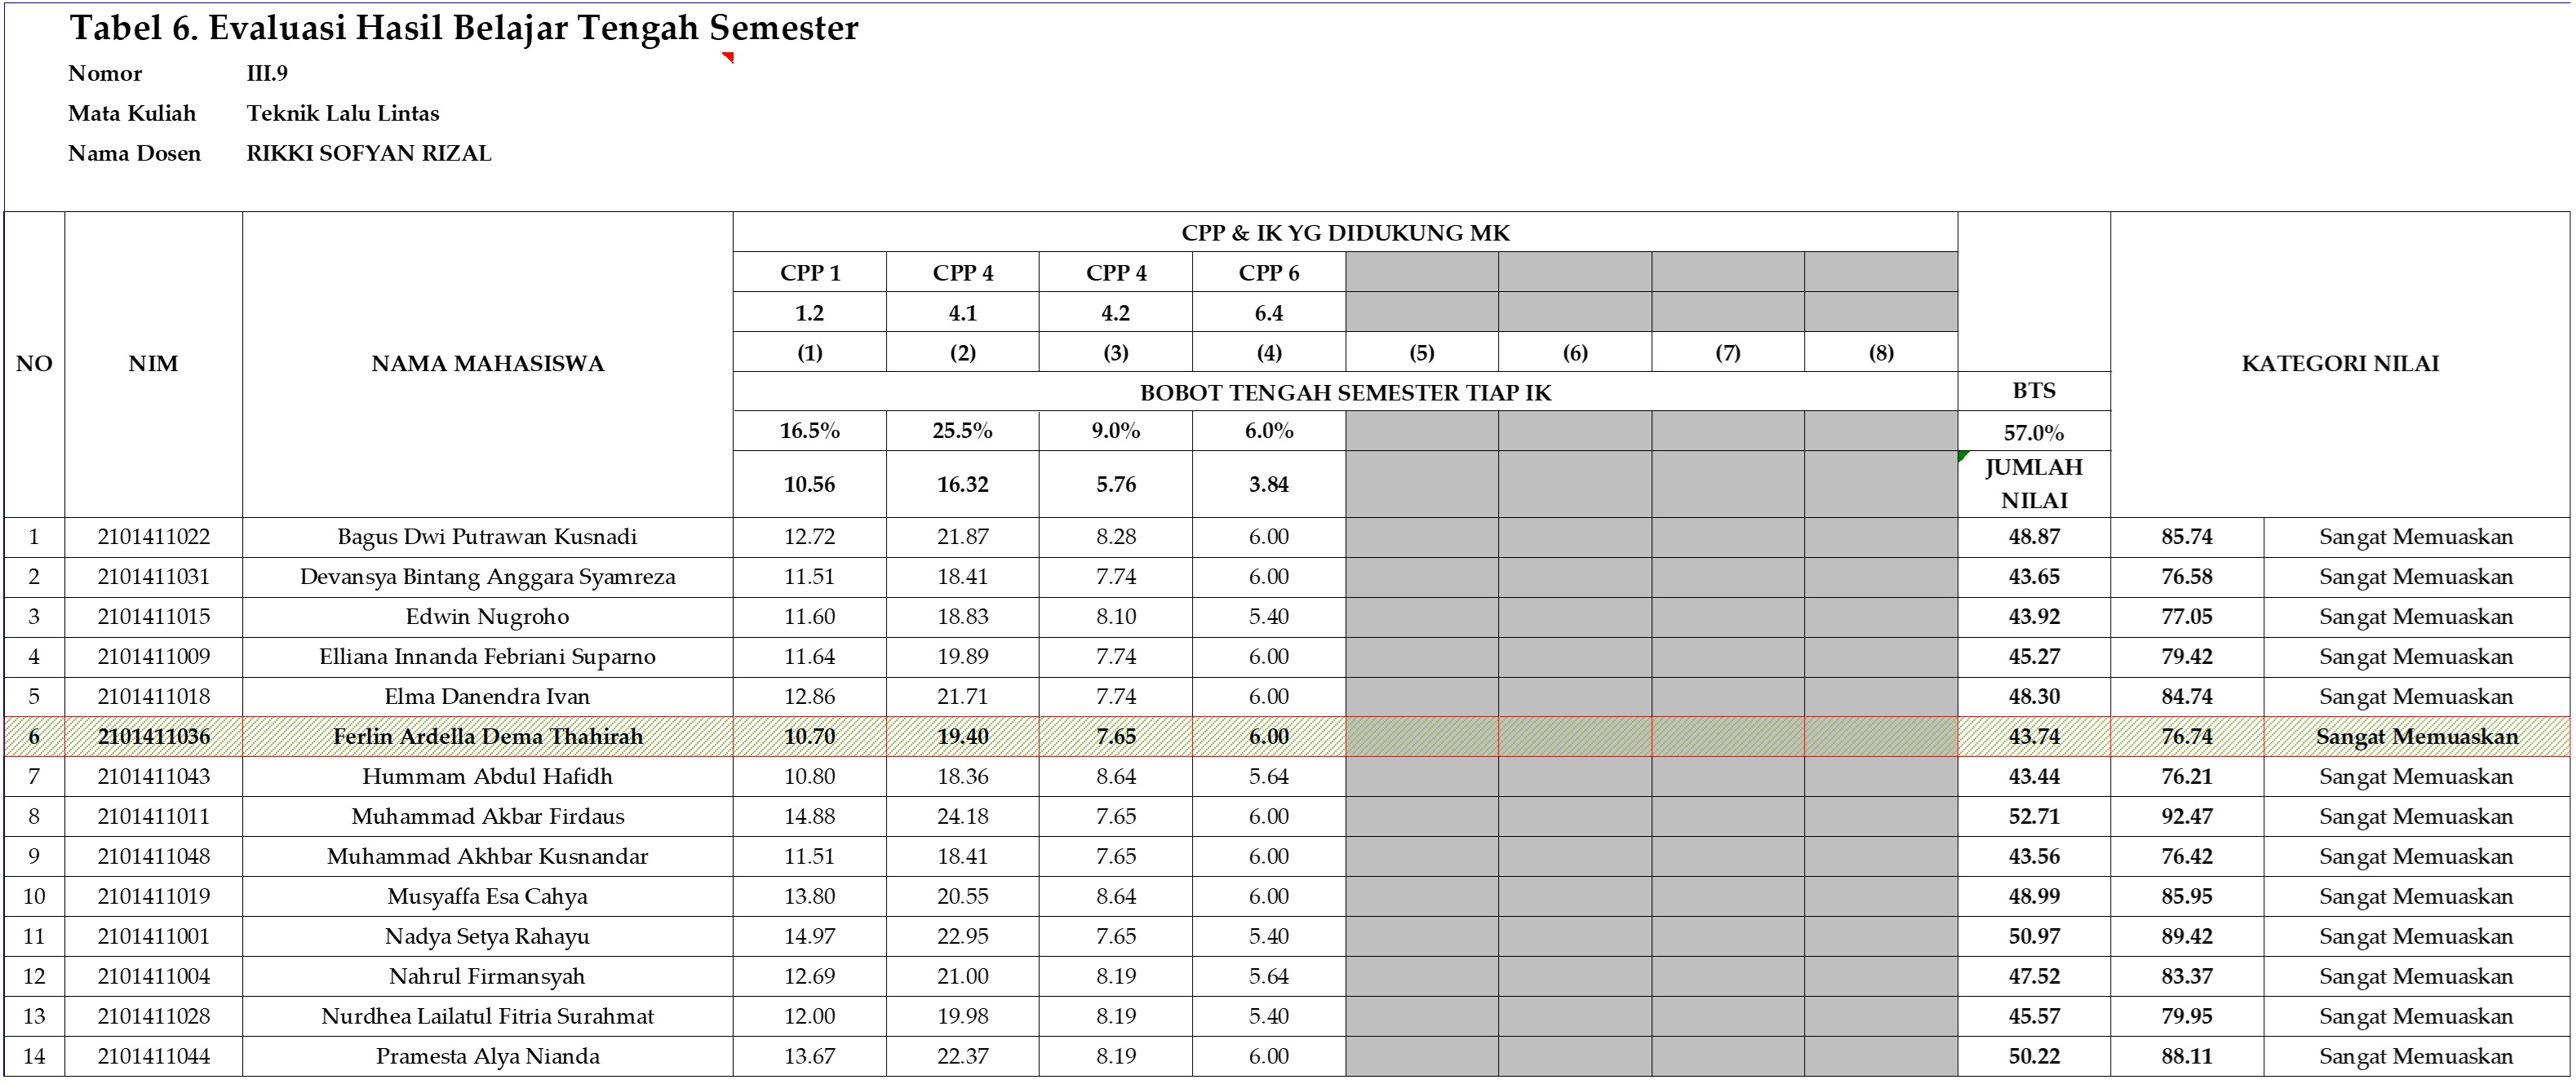 Tabel 6. Evaluasi Hasil Belajar Tengah Semester
Nomor III.9
Mata Kuliah Teknik Lalu Lintas
Nama Dosen RIKKI SOFYAN RIZAL
NO NIM NAMA MAHASISWA CPP & IK YG DIDUKUNG MK KATEGORI NILAI
CPP 1 CPP 4 CPP 4 CPP 6
1.2 4.1 4.2 6.4
(1) (2) (3) (4) (5) (6) (7) (8)
BOBOT TENGAH SEMESTER TIAP IK BTS
16.5% 25.5% 9.0% 6.0% 57.0%
10.56 16.32 5.76 3.84 JUMLAH
NILAI
1 2101411022 Bagus Dwi Putrawan Kusnadi 12.72 21.87 8.28 6.00 48.87 85.74 Sangat Memuaskan
2 2101411031 Devansya Bintang Anggara Syamreza 11.51 18.41 7.74 6.00 43.65 76.58 Sangat Memuaskan
3 2101411015 Edwin Nugroho 11.60 18.83 8.10 5.40 43.92 77.05 Sangat Memuaskan
4 2101411009 Elliana Innanda Febriani Suparno 11.64 19.89 7.74 6.00 45.27 79.42 Sangat Memuaskan
5 2101411018 Elma Danendra Ivan 12.86 21.71 7.74 6.00 48.30 84.74 Sangat Memuaskan
6 2101411036 Ferlin Ardella Dema Thahirah 10.70 19.40 7.65 6.00 43.74 76.74 Sangat Memuaskan
7 2101411043 Hummam Abdul Hafidh 10.80 18.36 8.64 5.64 43.44 76.21 Sangat Memuaskan
8 2101411011 Muhammad Akbar Firdaus 14.88 24.18 7.65 6.00 52.71 92.47 Sangat Memuaskan
9 2101411048 Muhammad Akhbar Kusnandar 11.51 18.41 7.65 6.00 43.56 76.42 Sangat Memuaskan
10 2101411019 Musyaffa Esa Cahya 13.80 20.55 8.64 6.00 48.99 85.95 Sangat Memuaskan
11 2101411001 Nadya Setya Rahayu 14.97 22.95 7.65 5.40 50.97 89.42 Sangat Memuaskan
12 2101411004 Nahrul Firmansyah 12.69 21.00 8.19 5.64 47.52 83.37 Sangat Memuaskan
13 2101411028 Nurdhea Lailatul Fitria Surahmat 12.00 19.98 8.19 5.40 45.57 79.95 Sangat Memuaskan
14 2101411044 Pramesta Alya Nianda 13.67 22.37 8.19 6.00 50.22 88.11 Sangat Memuaskan